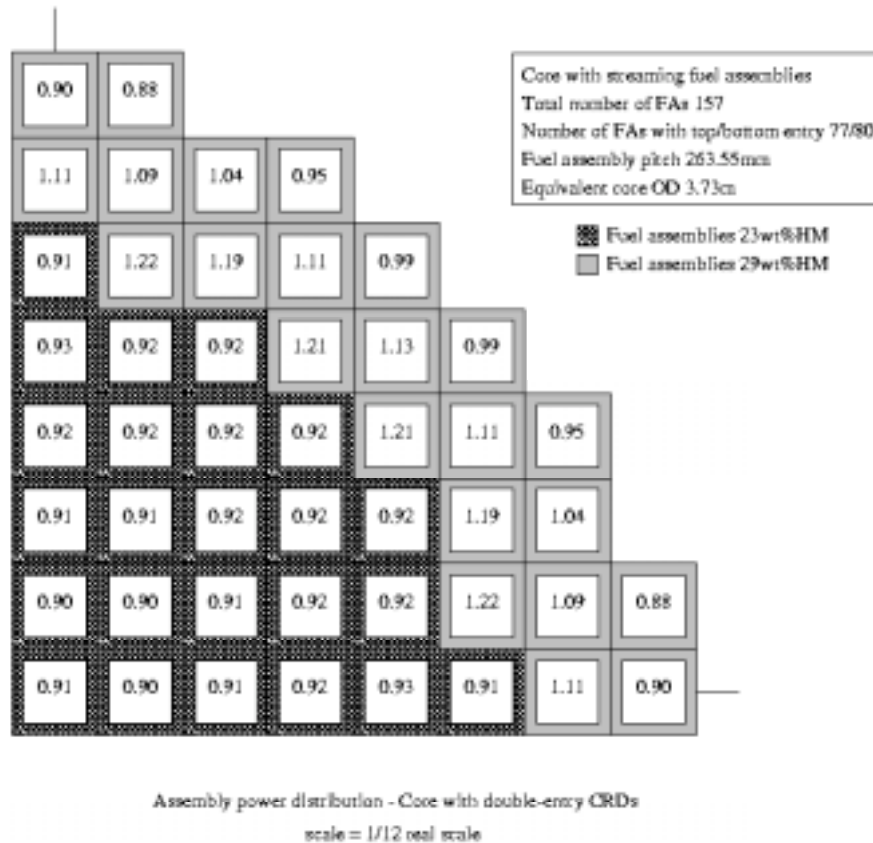 Core with streaming fuel assemblies
Total number of FAs 157
Number of FAs with top/bottom entry 77/80
Fuel assembly pitch 263.55mm
Equivalent core OD 3.73m
Fuel assemblies 23wt%HM
Fuel assemblies 29wt%HM
0.90 0.88
1.11 1.09 1.04 0.95
0.91 1.22 1.19 1.11 0.99
0.93 0.92 0.92 1.21 1.13 0.99
0.92 0.92 0.92 0.92 1.21 1.11 0.95
0.91 0.91 0.92 0.92 0.92 1.19 1.04
0.90 0.90 0.91 0.92 0.92 1.22 1.09 0.88
0.91 0.90 0.91 0.92 0.93 0.91 1.11 0.90
Assembly power distribution - Core with double-entry CRDs
scale = 1/12 real scale